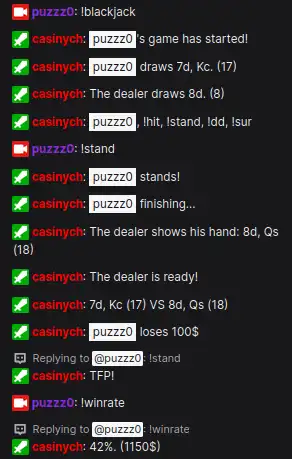 puzzz0: !blackjack
casinych: puzzz0's game has started!
casinych: puzzz0 draws 7d, Kc. (17)
casinych: The dealer draws 8d. (8)
casinych: puzzz0, !hit, !stand, !dd, !sur
puzzz0: !stand
casinych: puzzz0 stands!
casinych: puzzz0 finishing...
casinych: The dealer shows his hand: 8d, Qs
(18)
casinych: The dealer is ready!
casinych: 7d, Kc (17) VS 8d, Qs (18)
casinych: puzzz0 loses 100$
Replying to @puzzz0: !stand
casinych: TFP!
puzzz0: !winrate
Replying to @puzzz0: !winrate
casinych: 42%. (1150$)